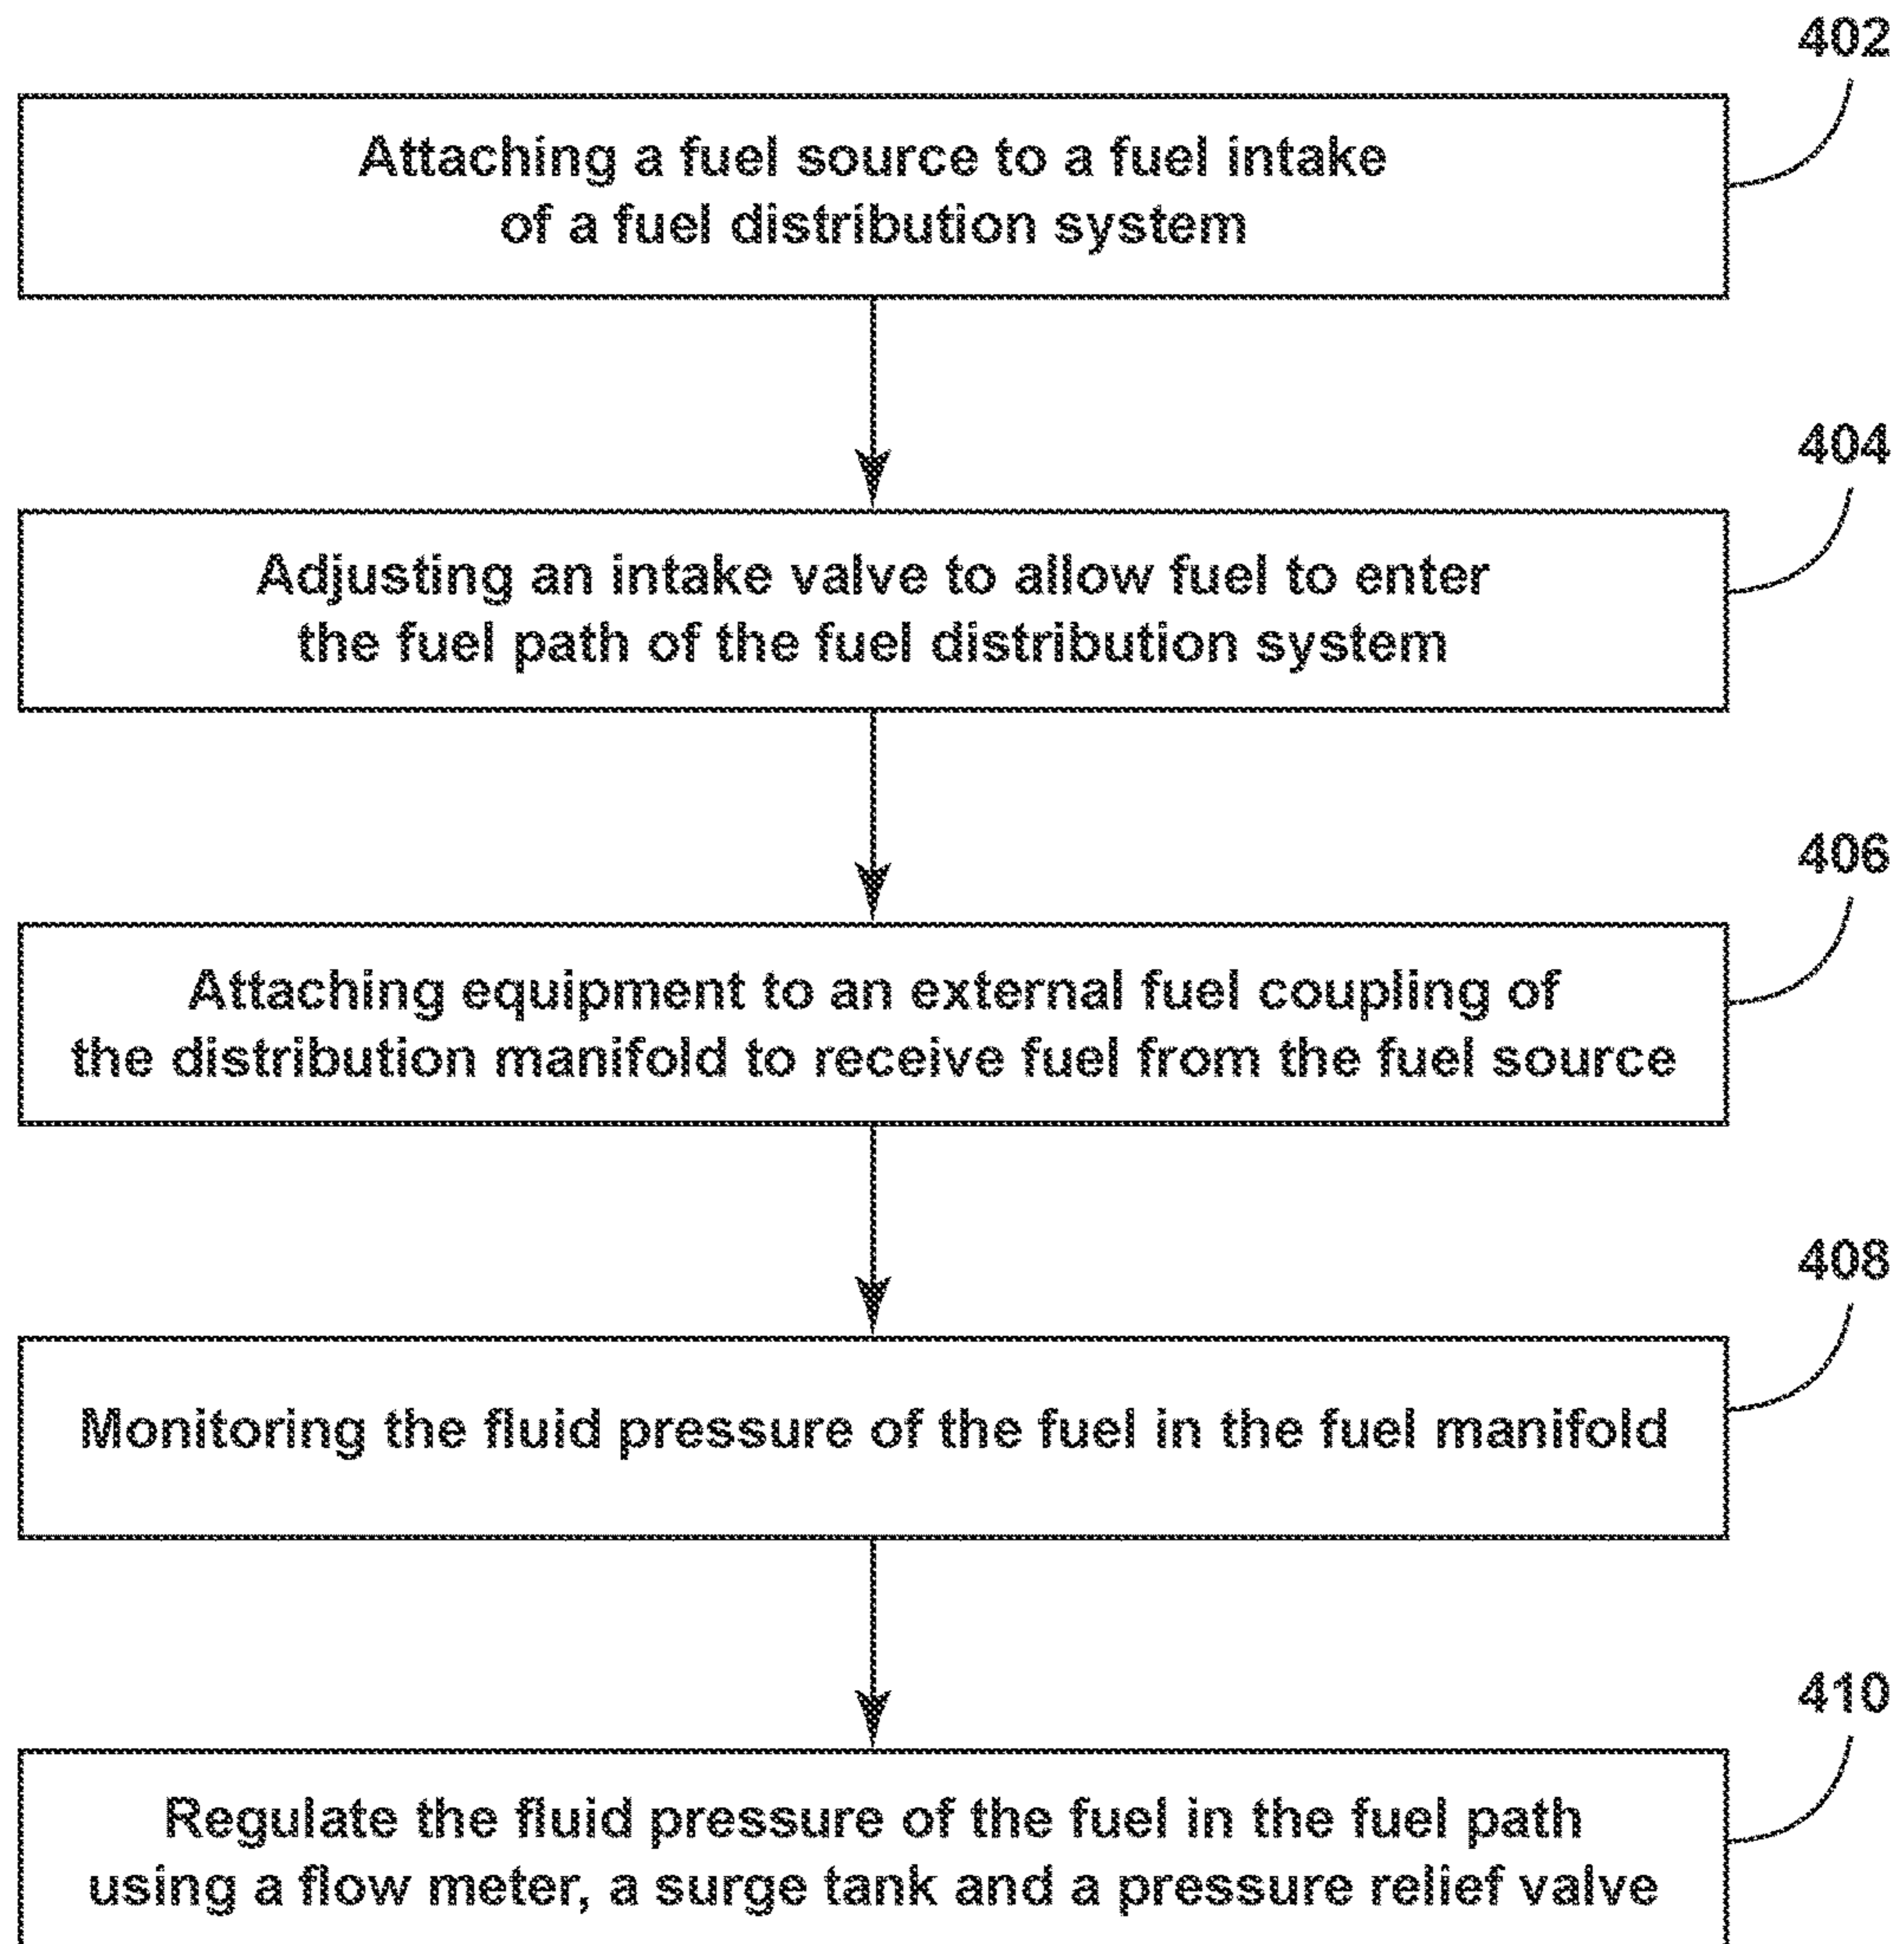 402
Attaching a fuel source to a fuel intake
of a fuel distribution system
404
Adjusting an intake valve to allow fuel to enter
the fuel path of the fuel distribution system
406
Attaching equipment to an external fuel coupling of
the distribution manifold to receive fuel from the fuel source
408
Monitoring the fluid pressure of the fuel in the fuel manifold
410
Regulate the fluid pressure of the fuel in the fuel path
using a flow meter, a surge tank and a pressure relief valve